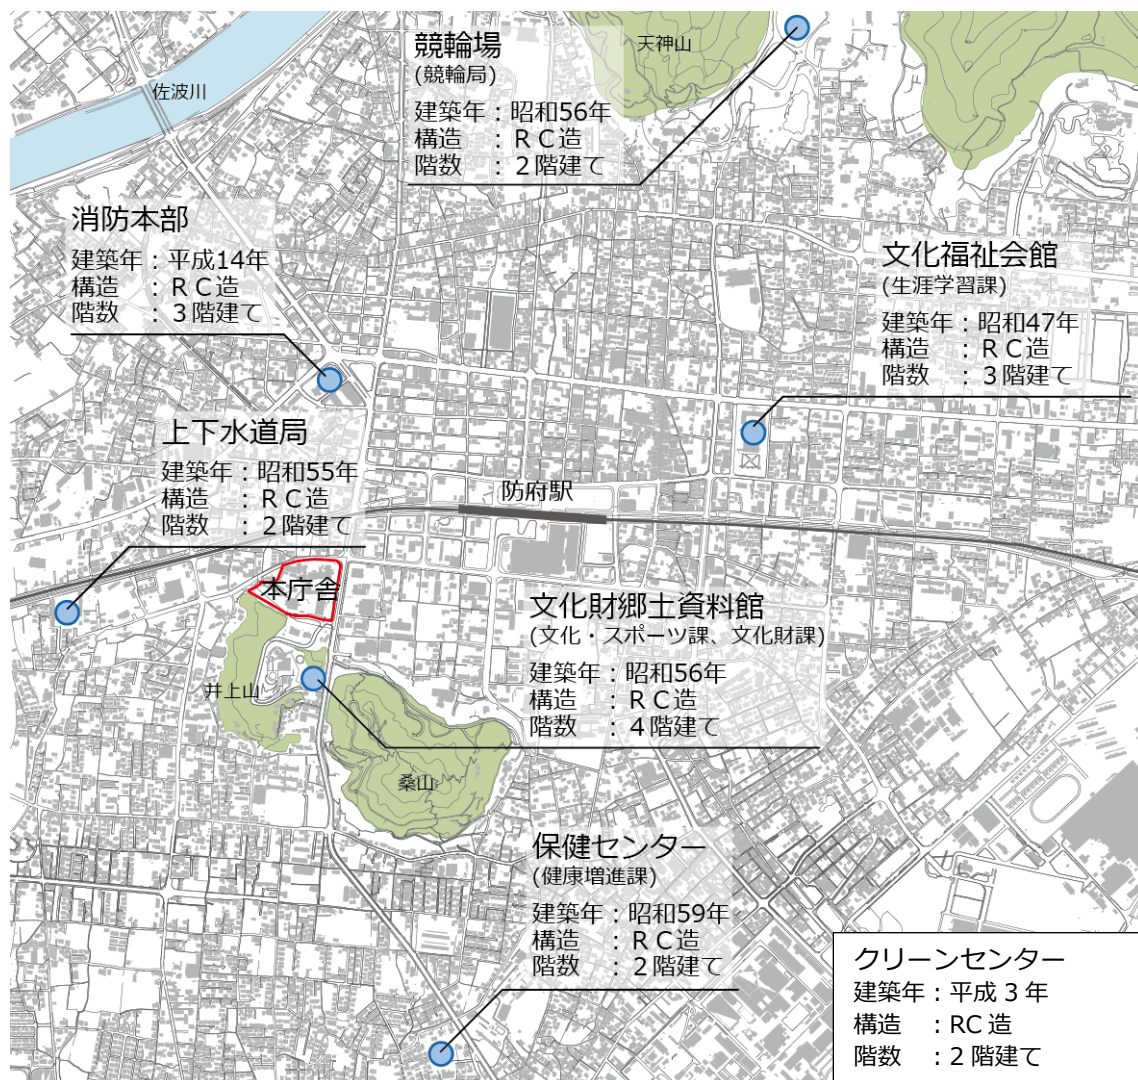 競輪場
(競輪局)
建築年：昭和56年
構造　：ＲＣ造
階数　：２階建て
天神山
佐波川
消防本部
建築年：平成14年
構造　：ＲＣ造
階数　：３階建て
文化福祉会館
(生涯学習課)
建築年：昭和47年
構造　：ＲＣ造
階数　：３階建て
上下水道局
建築年：昭和55年
構造　：ＲＣ造
階数　：２階建て
防府駅
本庁舎
文化財郷土資料館
(文化・スポーツ課、文化財課)
建築年：昭和56年
構造　：ＲＣ造
階数　：４階建て
井上山
桑山
保健センター
(健康増進課)
建築年：昭和59年
構造　：ＲＣ造
階数　：２階建て
クリーンセンター
建築年：平成３年
構造　：RC 造
階数　：2 階建て